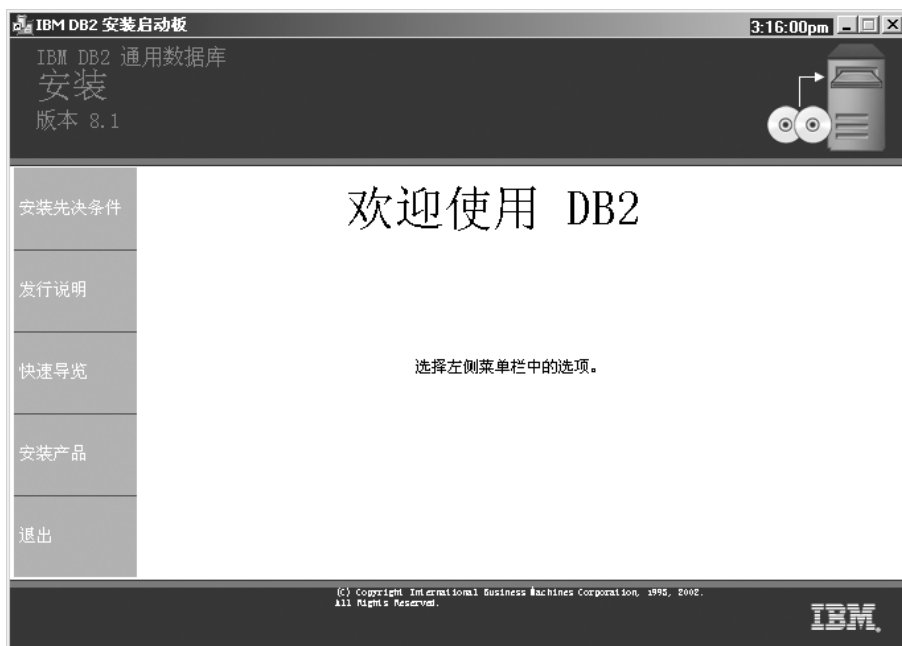 IBM DB2 安装启动板
3:16:00pm
IBM DB2 通用数据库
安装
版本 8.1
安装先决条件
发行说明
快速导览
安装产品
退出
欢迎使用 DB2
选择左侧菜单栏中的选项。
(C) Copyright International Business Machines Corporation, 1995, 2002.
All Rights Reserved.
IBM